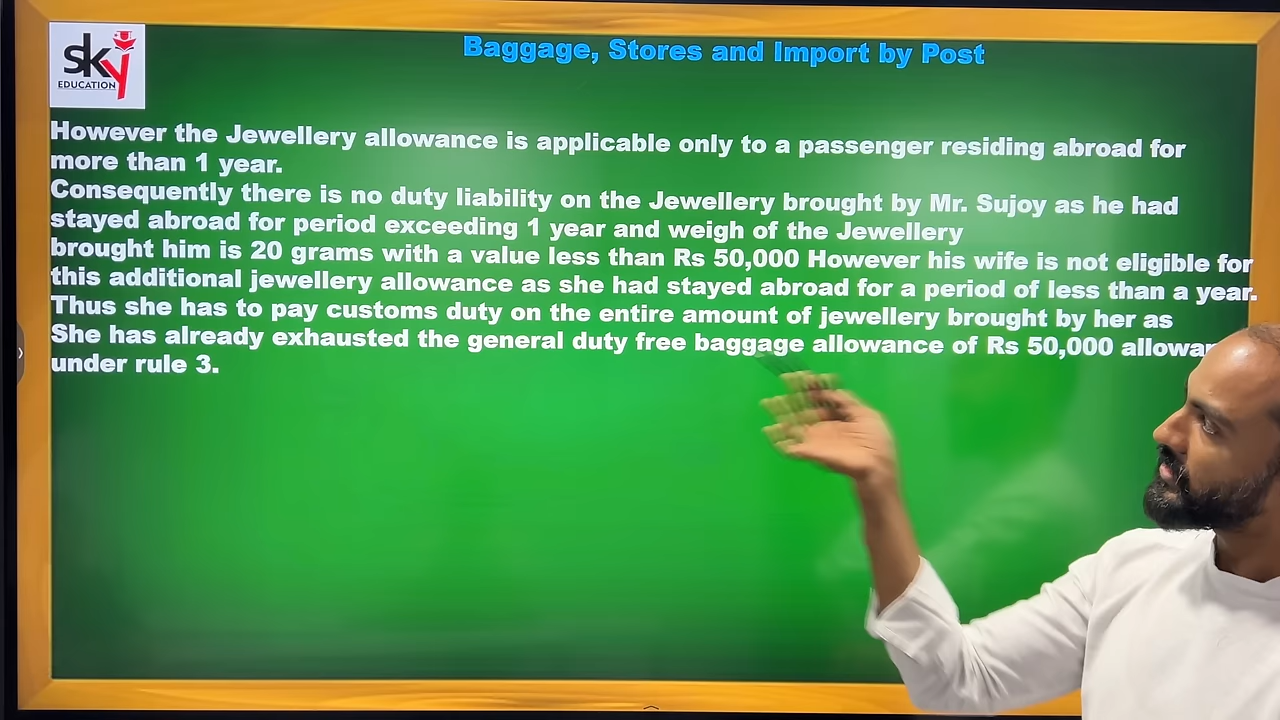 sky
EDUCATION
Baggage, Stores and Import by Post
However the Jewellery allowance is applicable only to a passenger residing abroad for
more than 1 year.
Consequently there is no duty liability on the Jewellery brought by Mr. Sujoy as he had
stayed abroad for period exceeding 1 year and weigh of the Jewellery
brought him is 20 grams with a value less than Rs 50,000 However his wife is not eligible for
this additional jewellery allowance as she had stayed abroad for a period of less than a year.
Thus she has to pay customs duty on the entire amount of jewellery brought by her as
She has already exhausted the general duty free baggage allowance of Rs 50,000
under rule 3.